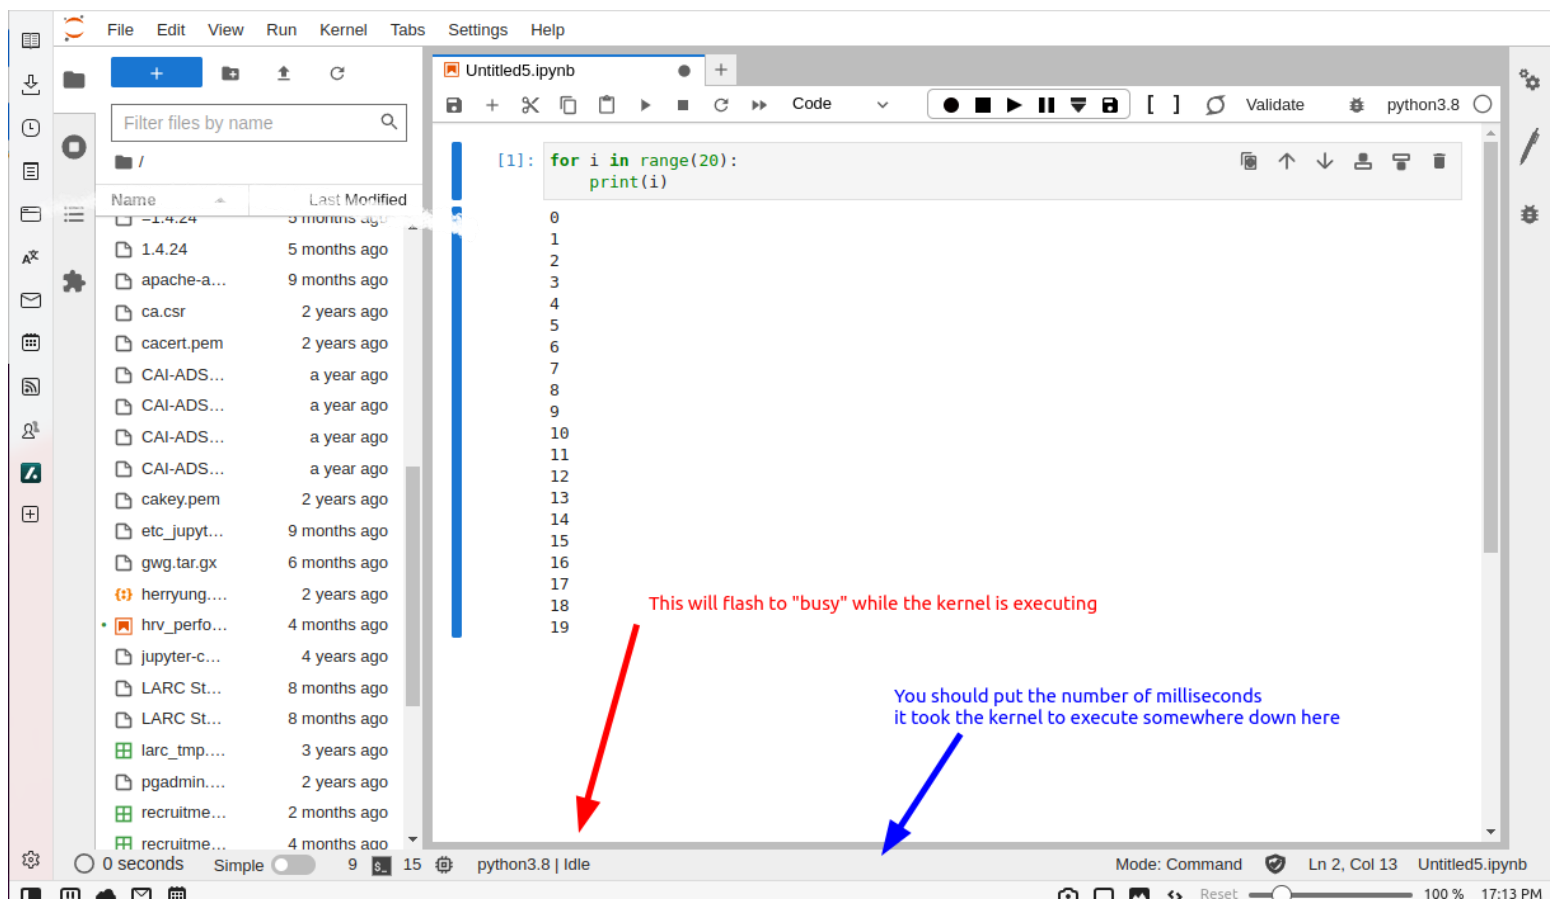 File Edit View Run Kernel Tabs Settings Help
Untitled5.ipynb
Code
Validate
python3.8
Filter files by name
/
Name Last Modified
=1.4.24 5 months ago
1.4.24 5 months ago
apache-a... 9 months ago
ca.csr 2 years ago
cacert.pem 2 years ago
CAI-ADS... a year ago
CAI-ADS... a year ago
CAI-ADS... a year ago
CAI-ADS... a year ago
cakey.pem 2 years ago
etc_jupyt... 9 months ago
gwg.tar.gx 6 months ago
herryung.... 2 years ago
hrv_perfo... 4 months ago
jupyter-c... 4 years ago
LARC St... 8 months ago
LARC St... 8 months ago
larc_tmp.... 3 years ago
pgadmin.... 2 years ago
recruitme... 2 months ago
recruitme... 4 months ago
[1]: for i in range(20):
print(i)
0
1
2
3
4
5
6
7
8
9
10
11
12
13
14
15
16
17
18
19
This will flash to "busy" while the kernel is executing
You should put the number of milliseconds
it took the kernel to execute somewhere down here
0 seconds Simple 9 $_ 15 python3.8 | Idle Mode: Command Ln 2, Col 13 Untitled5.ipynb
Reset 100 % 17:13 PM